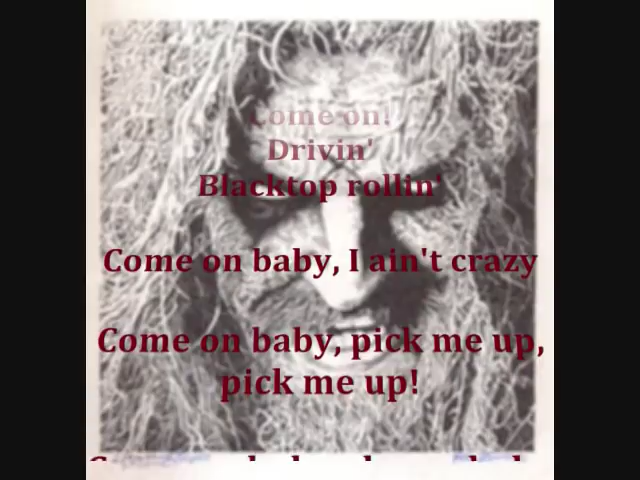 Come on!
Drivin'
Blacktop rollin'
Come on baby, I ain't crazy
Come on baby, pick me up,
pick me up!